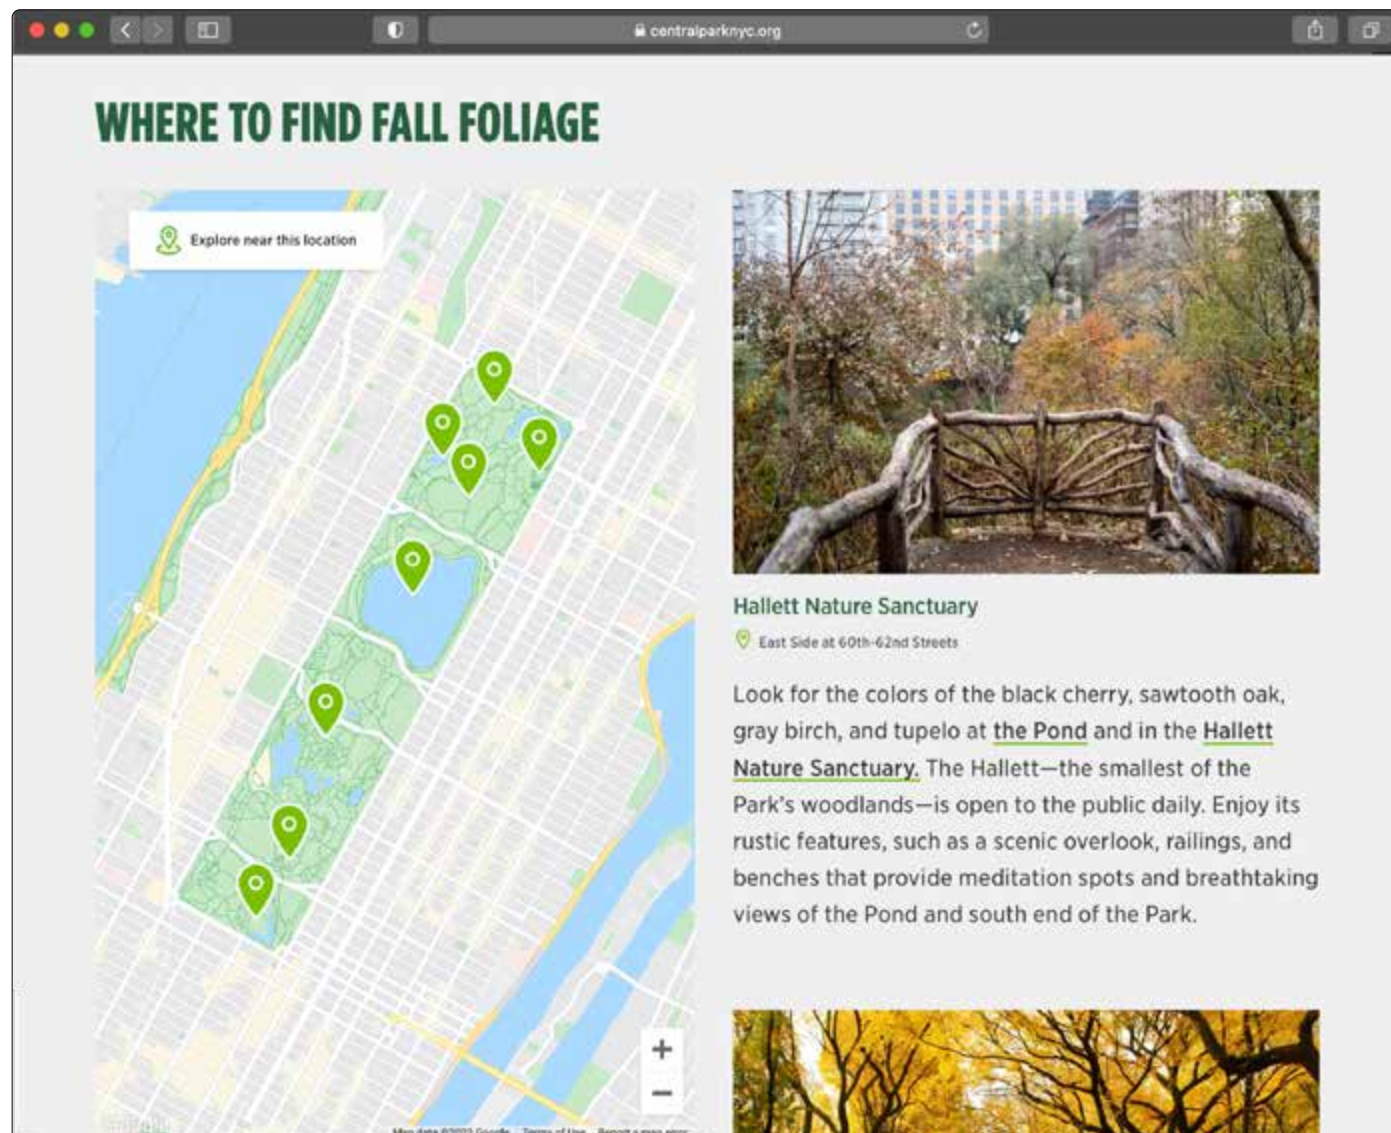 centralparknyc.org
WHERE TO FIND FALL FOLIAGE
Explore near this location
Hallett Nature Sanctuary
East Side at 60th-62nd Streets
Look for the colors of the black cherry, sawtooth oak,
gray birch, and tupelo at the Pond and in the Hallett
Nature Sanctuary. The Hallett—the smallest of the
Park's woodlands—is open to the public daily. Enjoy its
rustic features, such as a scenic overlook, railings, and
benches that provide meditation spots and breathtaking
views of the Pond and south end of the Park.
+
−
Terms of Use